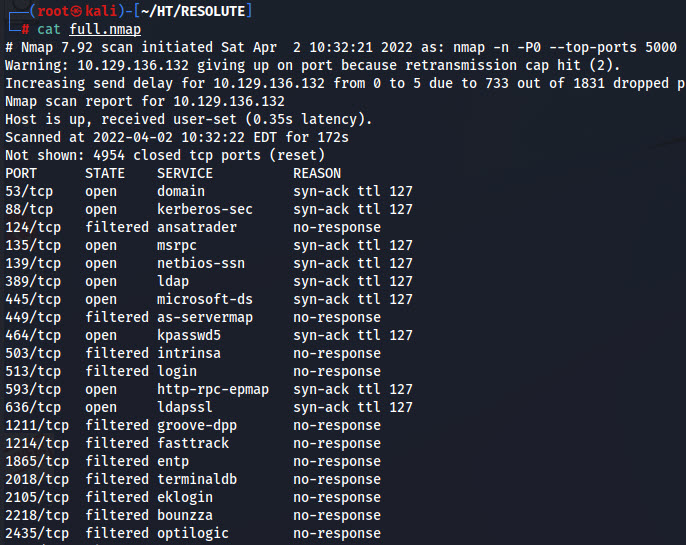 (root㉿kali)-[~/HT/RESOLUTE]
# cat full.nmap
# Nmap 7.92 scan initiated Sat Apr  2 10:32:21 2022 as: nmap -n -P0 --top-ports 5000
Warning: 10.129.136.132 giving up on port because retransmission cap hit (2).
Increasing send delay for 10.129.136.132 from 0 to 5 due to 733 out of 1831 dropped p
Nmap scan report for 10.129.136.132
Host is up, received user-set (0.35s latency).
Scanned at 2022-04-02 10:32:22 EDT for 172s
Not shown: 4954 closed tcp ports (reset)
PORT     STATE    SERVICE        REASON
53/tcp   open     domain         syn-ack ttl 127
88/tcp   open     kerberos-sec   syn-ack ttl 127
124/tcp  filtered ansatrader     no-response
135/tcp  open     msrpc          syn-ack ttl 127
139/tcp  open     netbios-ssn    syn-ack ttl 127
389/tcp  open     ldap           syn-ack ttl 127
445/tcp  open     microsoft-ds   syn-ack ttl 127
449/tcp  filtered as-servermap   no-response
464/tcp  open     kpasswd5       syn-ack ttl 127
503/tcp  filtered intrinsa       no-response
513/tcp  filtered login          no-response
593/tcp  open     http-rpc-epmap syn-ack ttl 127
636/tcp  open     ldapssl        syn-ack ttl 127
1211/tcp filtered groove-dpp     no-response
1214/tcp filtered fasttrack      no-response
1865/tcp filtered entp           no-response
2018/tcp filtered terminaldb     no-response
2105/tcp filtered eklogin        no-response
2218/tcp filtered bounzza        no-response
2435/tcp filtered optilogic      no-response